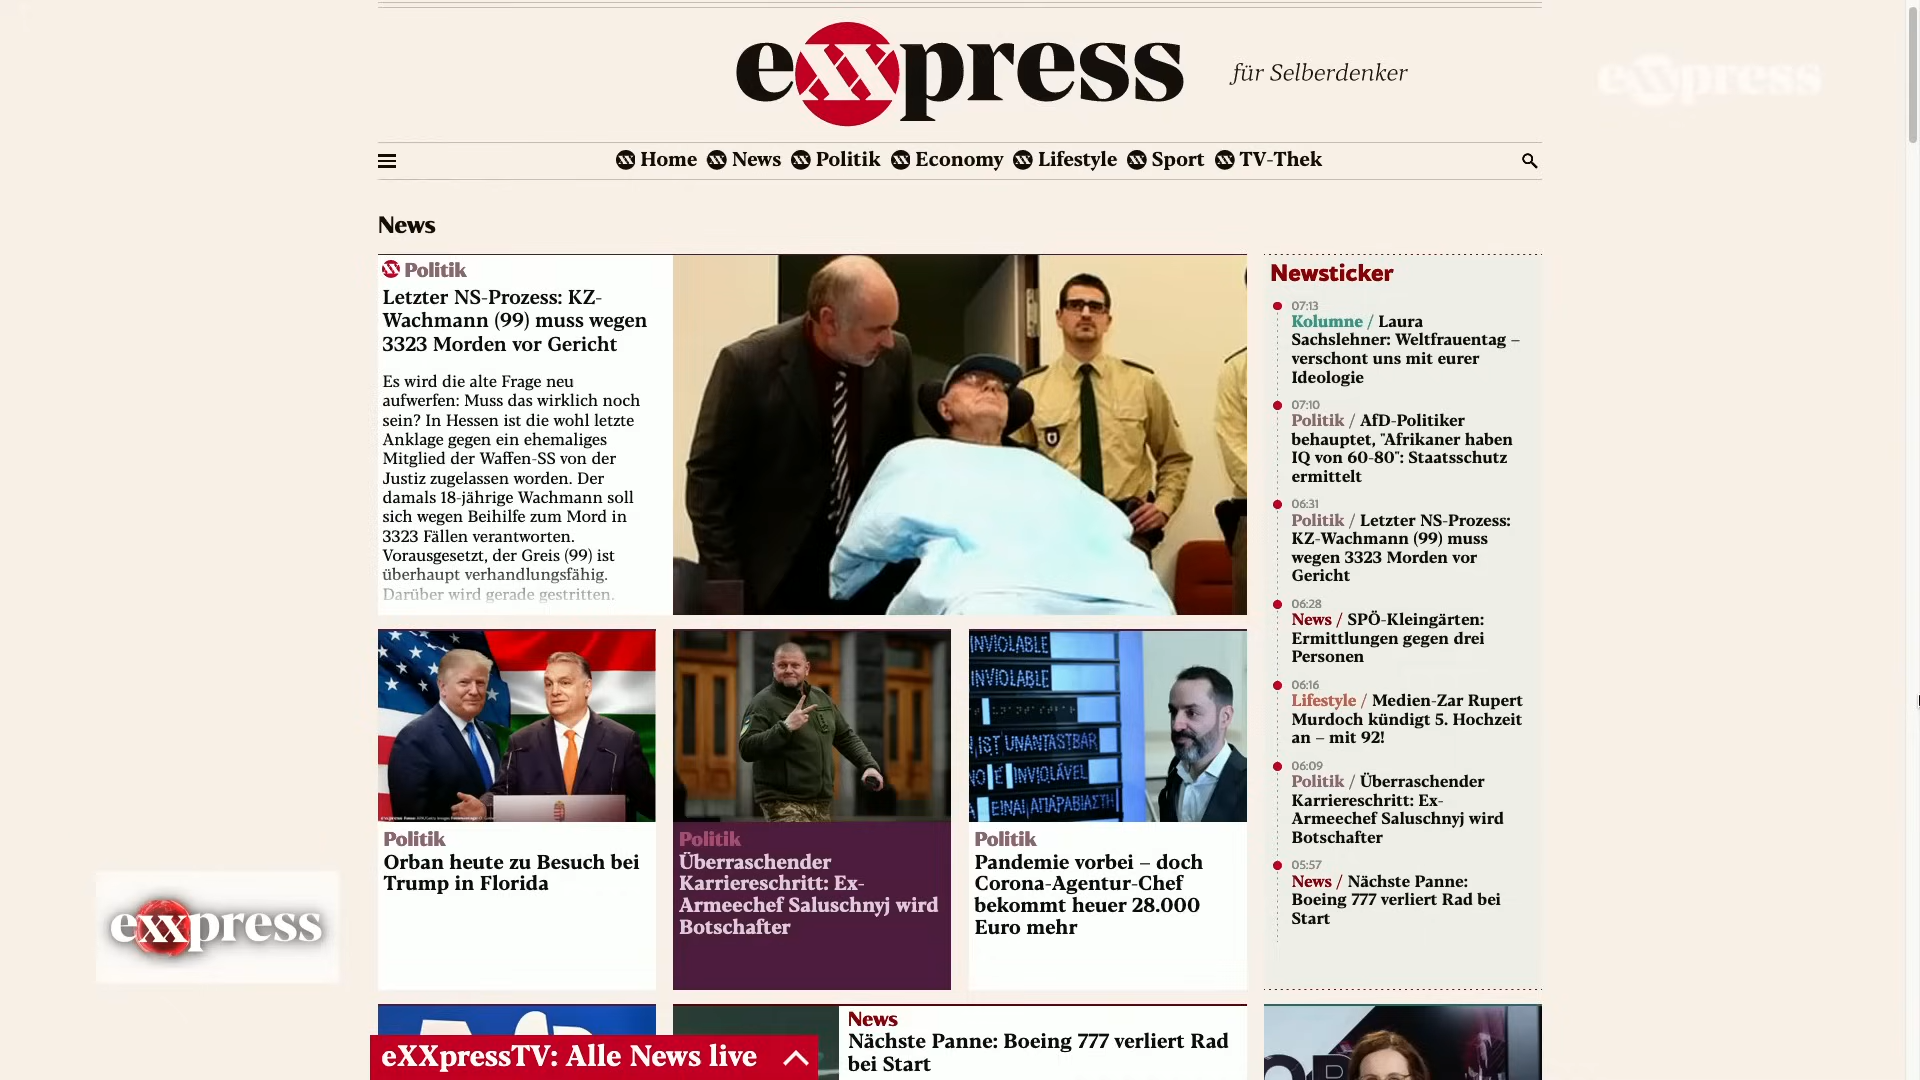 exxpress
für Selberdenker
exxpress
Home News Politik Economy Lifestyle Sport TV-Thek
News
Politik
Letzter NS-Prozess: KZ-
Wachmann (99) muss wegen
3323 Morden vor Gericht
Es wird die alte Frage neu
aufwerfen: Muss das wirklich noch
sein? In Hessen ist die wohl letzte
Anklage gegen ein ehemaliges
Mitglied der Waffen-SS von der
Justiz zugelassen worden. Der
damals 18-jährige Wachmann soll
sich wegen Beihilfe zum Mord in
3323 Fällen verantworten.
Vorausgesetzt, der Greis (99) ist
überhaupt verhandlungsfähig.
Darüber wird gerade gestritten.
Newsticker
07:13
Kolumne / Laura
Sachslehner: Weltfrauentag –
verschont uns mit eurer
Ideologie
07:10
Politik / AfD-Politiker
behauptet, "Afrikaner haben
IQ von 60-80": Staatsschutz
ermittelt
06:31
Politik / Letzter NS-Prozess:
KZ-Wachmann (99) muss
wegen 3323 Morden vor
Gericht
06:28
News / SPÖ-Kleingärten:
Ermittlungen gegen drei
Personen
06:16
Lifestyle / Medien-Zar Rupert
Murdoch kündigt 5. Hochzeit
an – mit 92!
06:09
Politik / Überraschender
Karriereschritt: Ex-
Armeechef Saluschnyj wird
Botschafter
05:57
News / Nächste Panne:
Boeing 777 verliert Rad bei
Start
Politik
Orban heute zu Besuch bei
Trump in Florida
Politik
Überraschender
Karriereschritt: Ex-
Armeechef Saluschnyj wird
Botschafter
INVIOLABLE
INVIOLABLE
IST UNANTASTBAR
INVIOLÁVEL
ΕΙΝΑΙ ΑΠΑΡΑΒΙΑΣΤΗ
Politik
Pandemie vorbei – doch
Corona-Agentur-Chef
bekommt heuer 28.000
Euro mehr
exxpress
News
Nächste Panne: Boeing 777 verliert Rad
bei Start
eXXpressTV: Alle News live